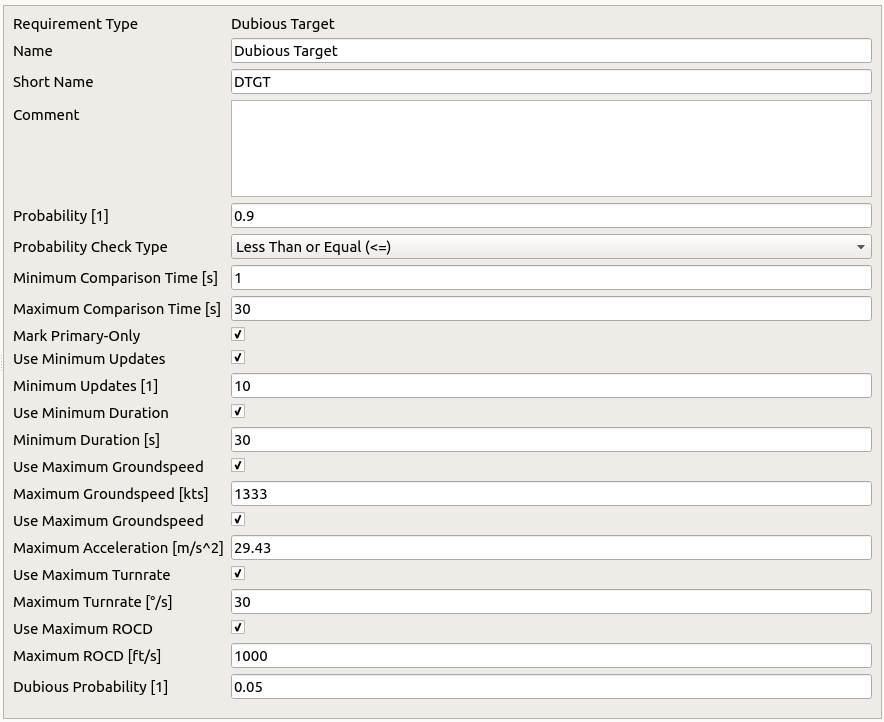 Requirement Type Dubious Target
Name Dubious Target
Short Name DTGT
Comment
Probability [1] 0.9
Probability Check Type Less Than or Equal (<=)
Minimum Comparison Time [s] 1
Maximum Comparison Time [s] 30
Mark Primary-Only
Use Minimum Updates
Minimum Updates [1] 10
Use Minimum Duration
Minimum Duration [s] 30
Use Maximum Groundspeed
Maximum Groundspeed [kts] 1333
Use Maximum Groundspeed
Maximum Acceleration [m/s^2] 29.43
Use Maximum Turnrate
Maximum Turnrate [°/s] 30
Use Maximum ROCD
Maximum ROCD [ft/s] 1000
Dubious Probability [1] 0.05